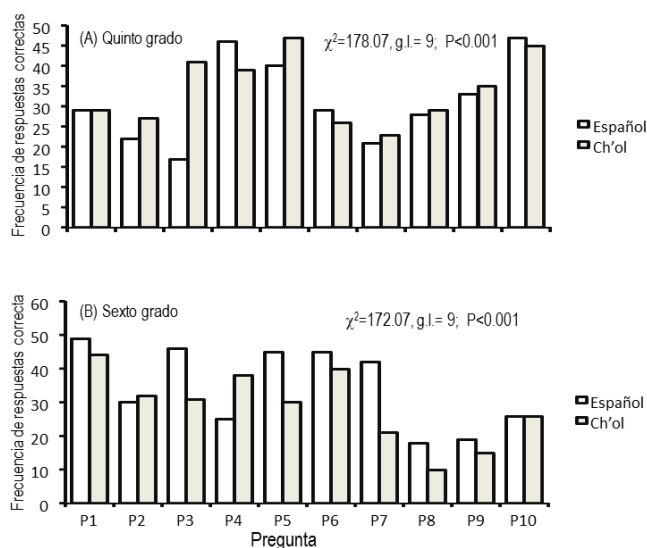 (A) Quinto grado
χ²=178.07, g.l.= 9; P<0.001
Frecuencia de respuestas correctas
50
45
40
35
30
25
20
15
10
5
0
Español
Ch'ol
(B) Sexto grado
χ²=172.07, g.l.= 9; P<0.001
Frecuencia de respuestas correcta
60
50
40
30
20
10
0
Español
Ch'ol
P1 P2 P3 P4 P5 P6 P7 P8 P9 P10
Pregunta